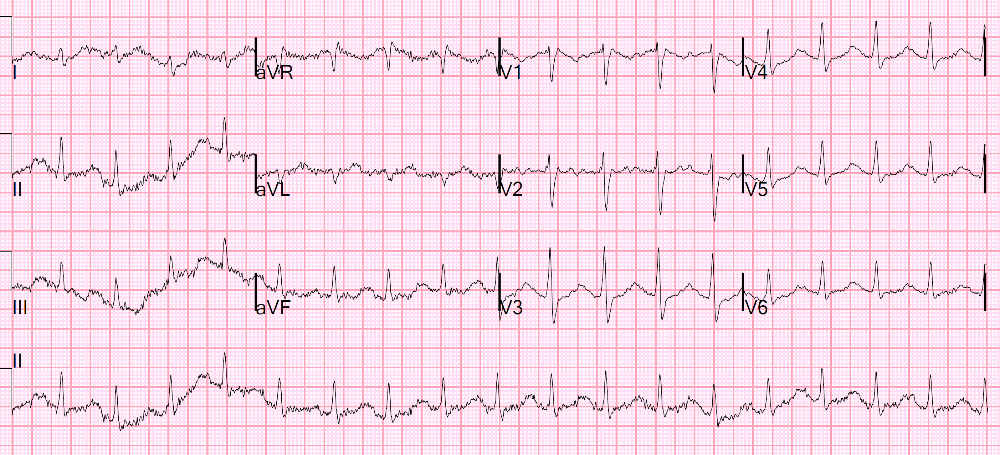 I aVR V1 V4
II aVL V2 V5
III aVF V3 V6
II